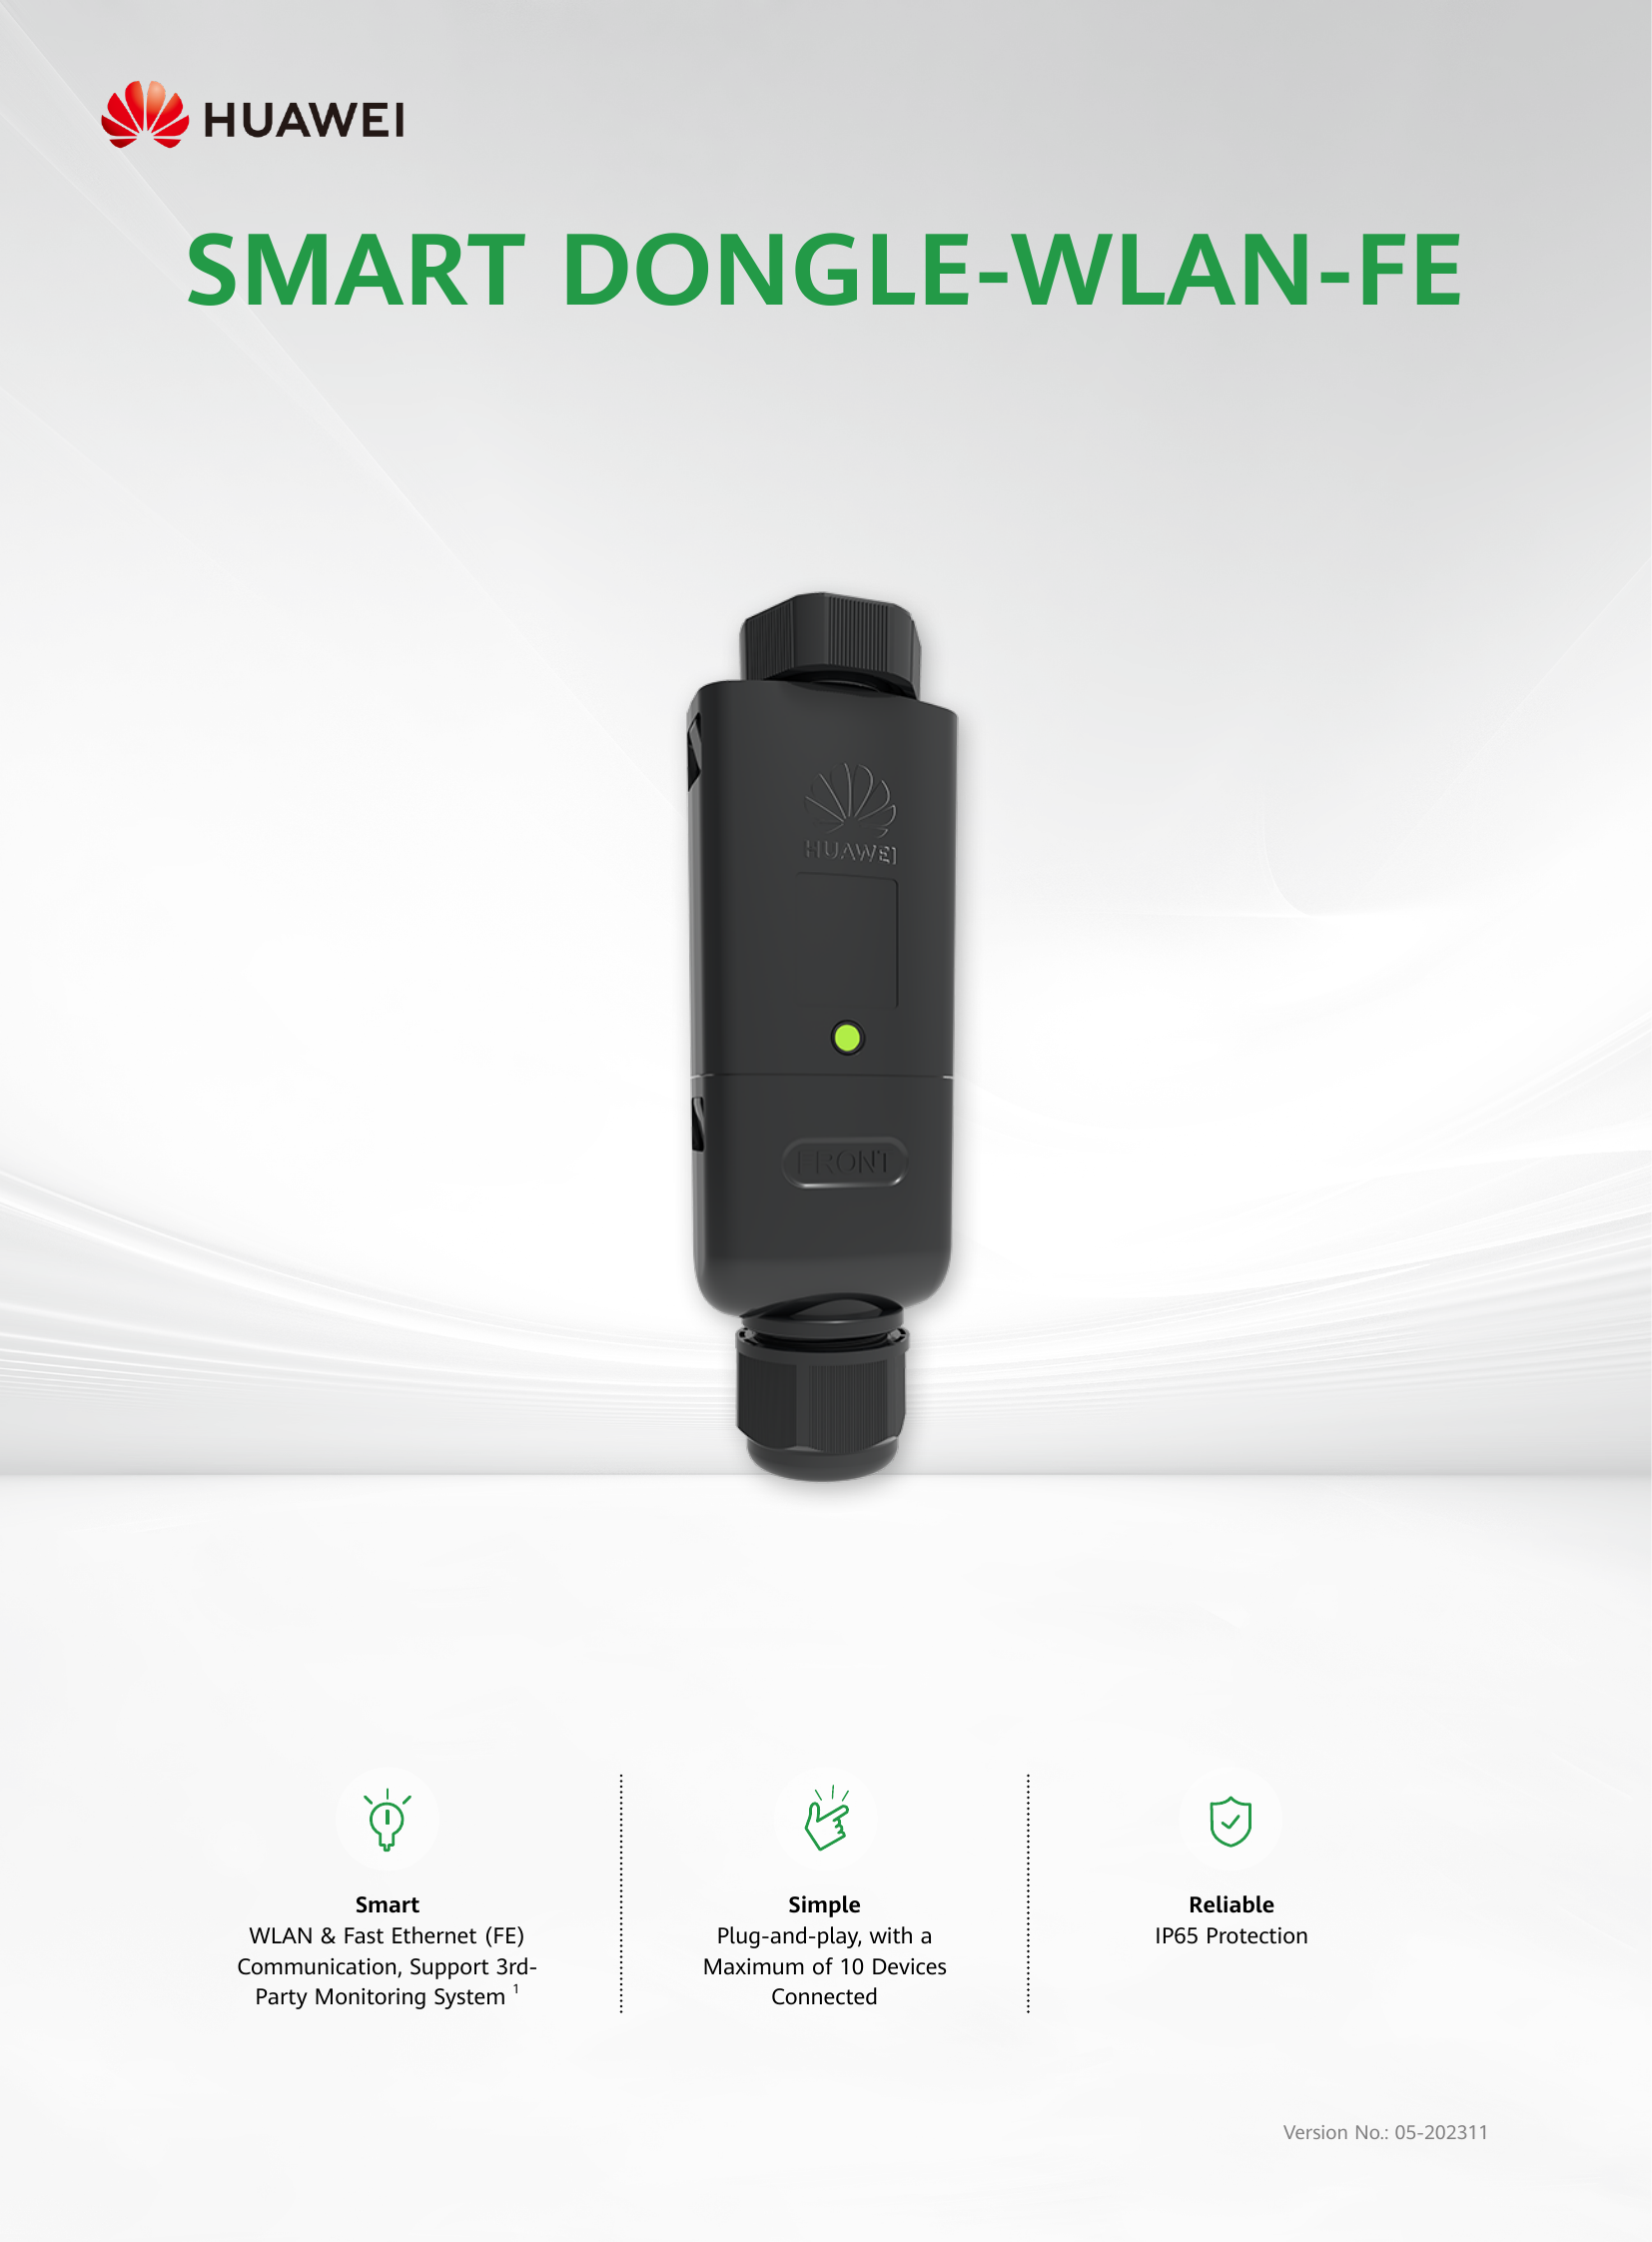 HUAWEI
SMART DONGLE-WLAN-FE
HUAWEI
FRONT
Smart
WLAN & Fast Ethernet (FE)
Communication, Support 3rd-
Party Monitoring System 1
Simple
Plug-and-play, with a
Maximum of 10 Devices
Connected
Reliable
IP65 Protection
Version No.: 05-202311